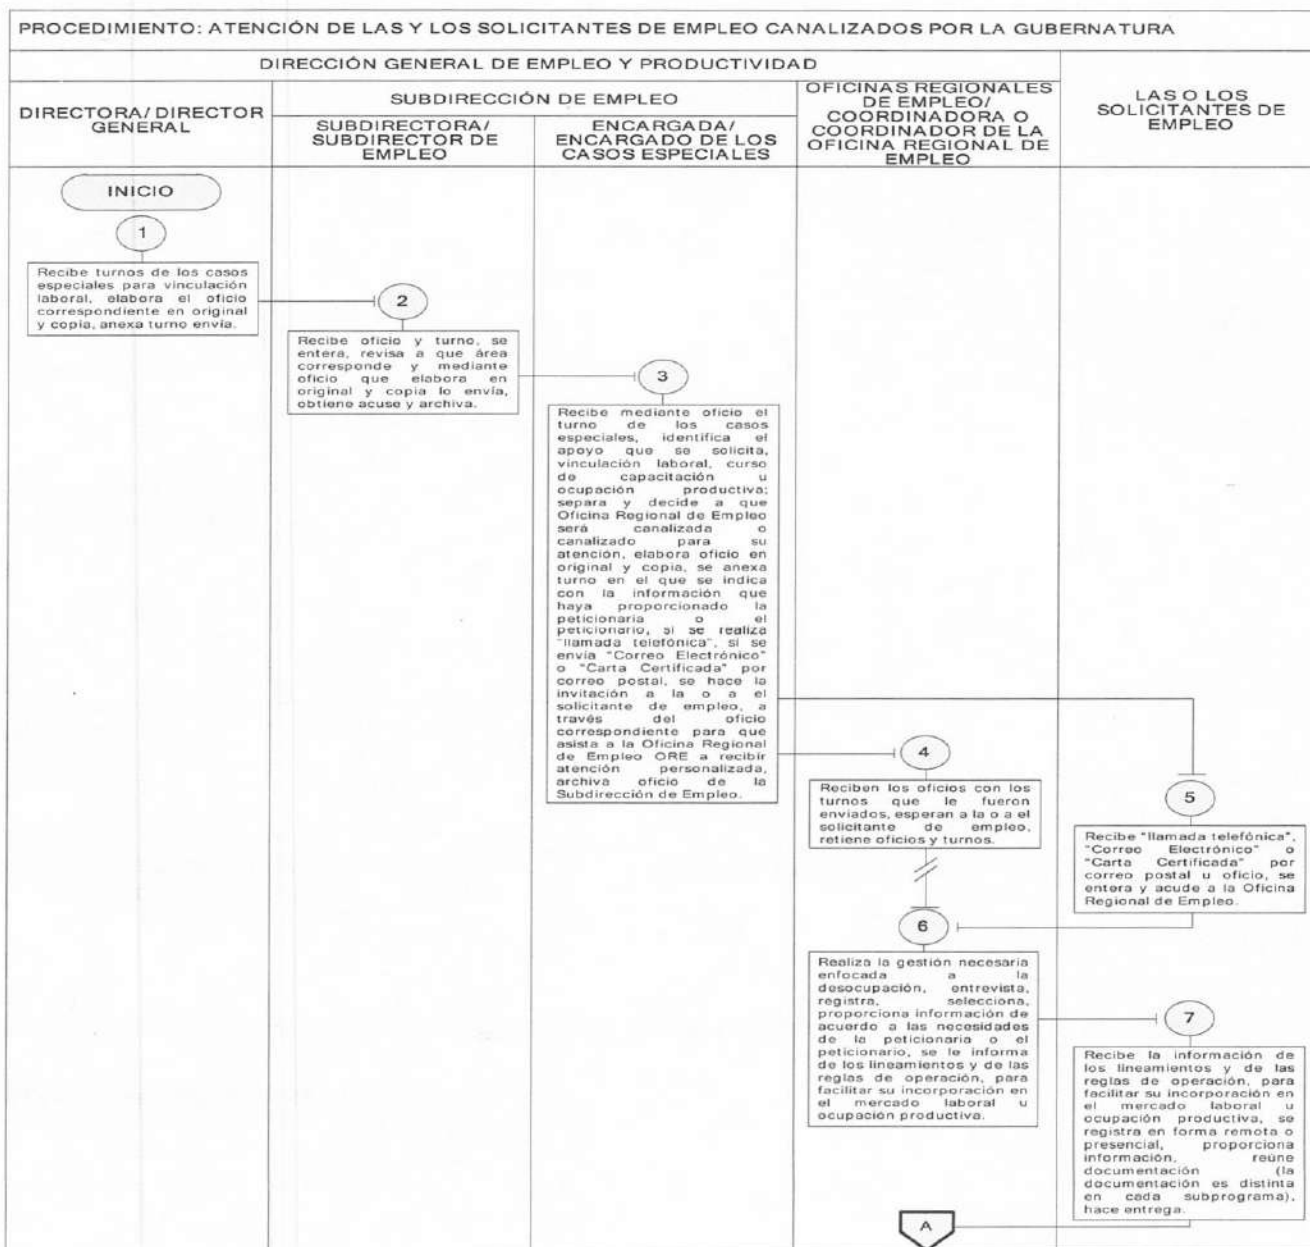 PROCEDIMIENTO: ATENCIÓN DE LAS Y LOS SOLICITANTES DE EMPLEO CANALIZADOS POR LA GUBERNATURA
DIRECCIÓN GENERAL DE EMPLEO Y PRODUCTIVIDAD
DIRECTORA/ DIRECTOR
GENERAL
SUBDIRECCIÓN DE EMPLEO
SUBDIRECTORA/
SUBDIRECTOR DE
EMPLEO
ENCARGADA/
ENCARGADO DE LOS
CASOS ESPECIALES
OFICINAS REGIONALES
DE EMPLEO/
COORDINADORA O
COORDINADOR DE LA
OFICINA REGIONAL DE
EMPLEO
LAS O LOS
SOLICITANTES DE
EMPLEO
INICIO
1
Recibe turnos de los casos
especiales para vinculación
laboral, elabora el oficio
correspondiente en original
y copia, anexa turno envía.
2
Recibe oficio y turno, se
entera, revisa a que área
corresponde y mediante
oficio que elabora en
original y copia lo envía,
obtiene acuse y archiva.
3
Recibe mediante oficio el
turno de los casos
especiales, identifica el
apoyo que se solicita,
vinculación laboral, curso
de capacitación u
ocupación productiva;
separa y decide a que
Oficina Regional de Empleo
será canalizada o
canalizado para su
atención, elabora oficio en
original y copia, se anexa
turno en el que se indica
con la información que
haya proporcionado la
peticionaria o el
peticionario, si se realiza
"llamada telefónica", si se
envía "Correo Electrónico"
o "Carta Certificada" por
correo postal, se hace la
invitación a la o a el
solicitante de empleo, a
través del oficio
correspondiente para que
asista a la Oficina Regional
de Empleo ORE a recibir
atención personalizada,
archiva oficio de la
Subdirección de Empleo.
4
Reciben los oficios con los
turnos que le fueron
enviados, esperan a la o a el
solicitante de empleo,
retiene oficios y turnos.
5
Recibe "llamada telefónica",
"Correo Electrónico" o
"Carta Certificada" por
correo postal u oficio, se
entera y acude a la Oficina
Regional de Empleo.
6
Realiza la gestión necesaria
enfocada a la
desocupación, entrevista,
registra, selecciona,
proporciona información de
acuerdo a las necesidades
de la peticionaria o el
peticionario, se le informa
de los lineamientos y de las
reglas de operación, para
facilitar su incorporación en
el mercado laboral u
ocupación productiva.
7
Recibe la información de
los lineamientos y de las
reglas de operación, para
facilitar su incorporación en
el mercado laboral u
ocupación productiva, se
registra en forma remota o
presencial, proporciona
información, reúne
documentación (la
documentación es distinta
en cada subprograma),
hace entrega.
A